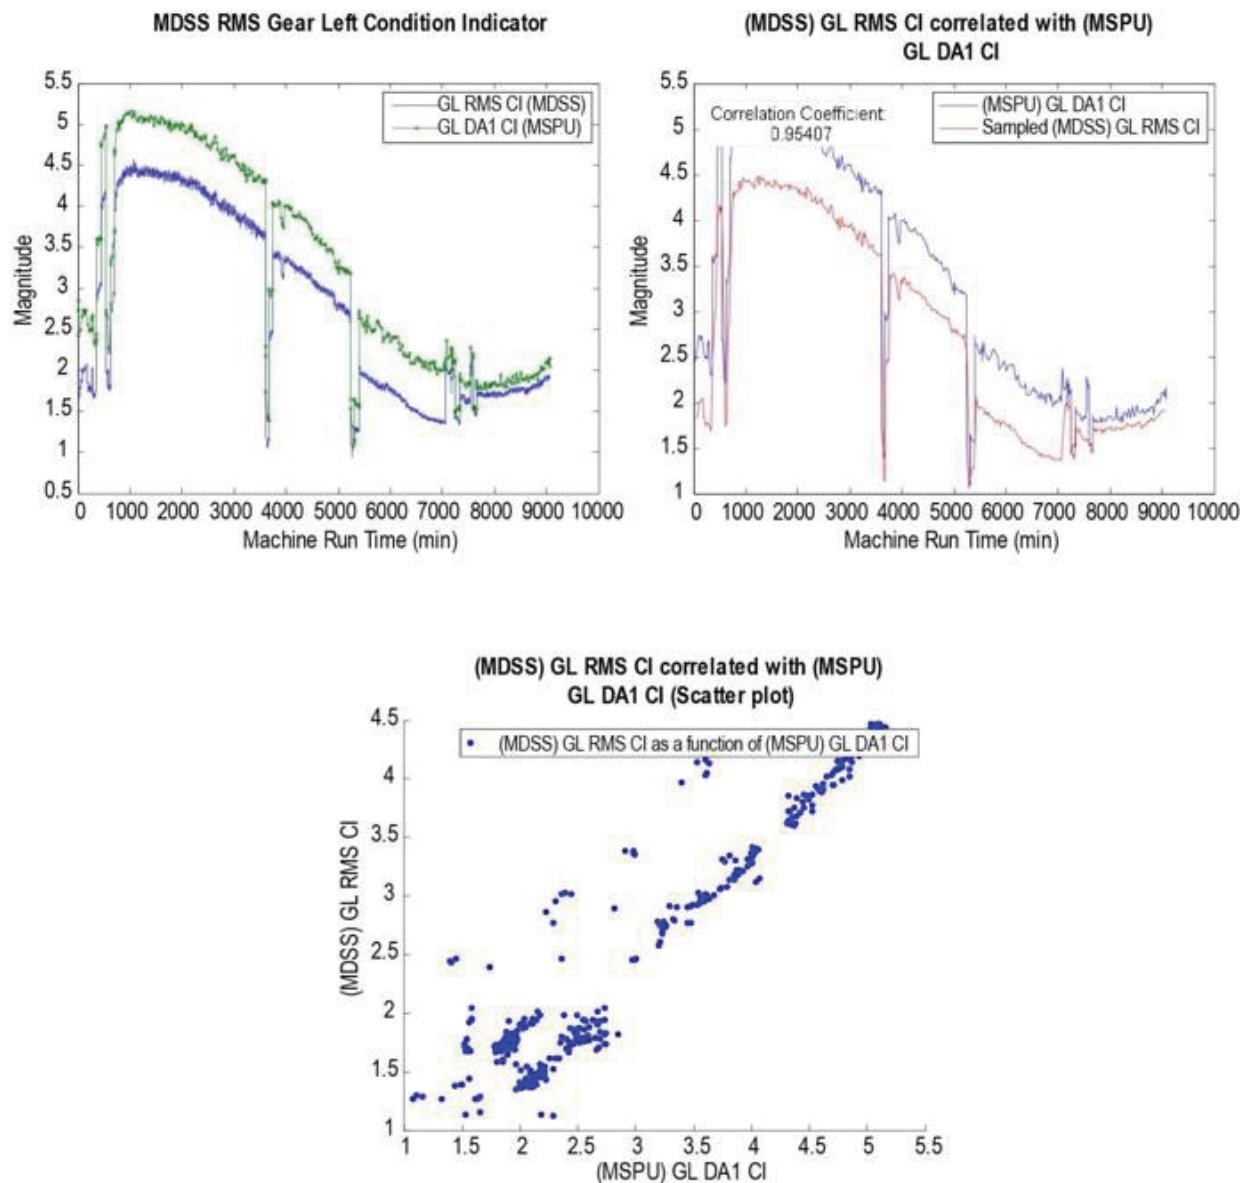 MDSS RMS Gear Left Condition Indicator
5.5
5
4.5
4
3.5
3
2.5
2
1.5
1
0.5
Magnitude
GL RMS CI (MDSS)
GL DA1 CI (MSPU)
0 1000 2000 3000 4000 5000 6000 7000 8000 9000 10000
Machine Run Time (min)
(MDSS) GL RMS CI correlated with (MSPU)
GL DA1 CI
5.5
5
4.5
4
3.5
3
2.5
2
1.5
1
Magnitude
Correlation Coefficient:
0.95407
(MSPU) GL DA1 CI
Sampled (MDSS) GL RMS CI
0 1000 2000 3000 4000 5000 6000 7000 8000 9000 10000
Machine Run Time (min)
(MDSS) GL RMS CI correlated with (MSPU)
GL DA1 CI (Scatter plot)
4.5
4
3.5
3
2.5
2
1.5
1
(MDSS) GL RMS CI
(MDSS) GL RMS CI as a function of (MSPU) GL DA1 CI
1 1.5 2 2.5 3 3.5 4 4.5 5 5.5
(MSPU) GL DA1 CI